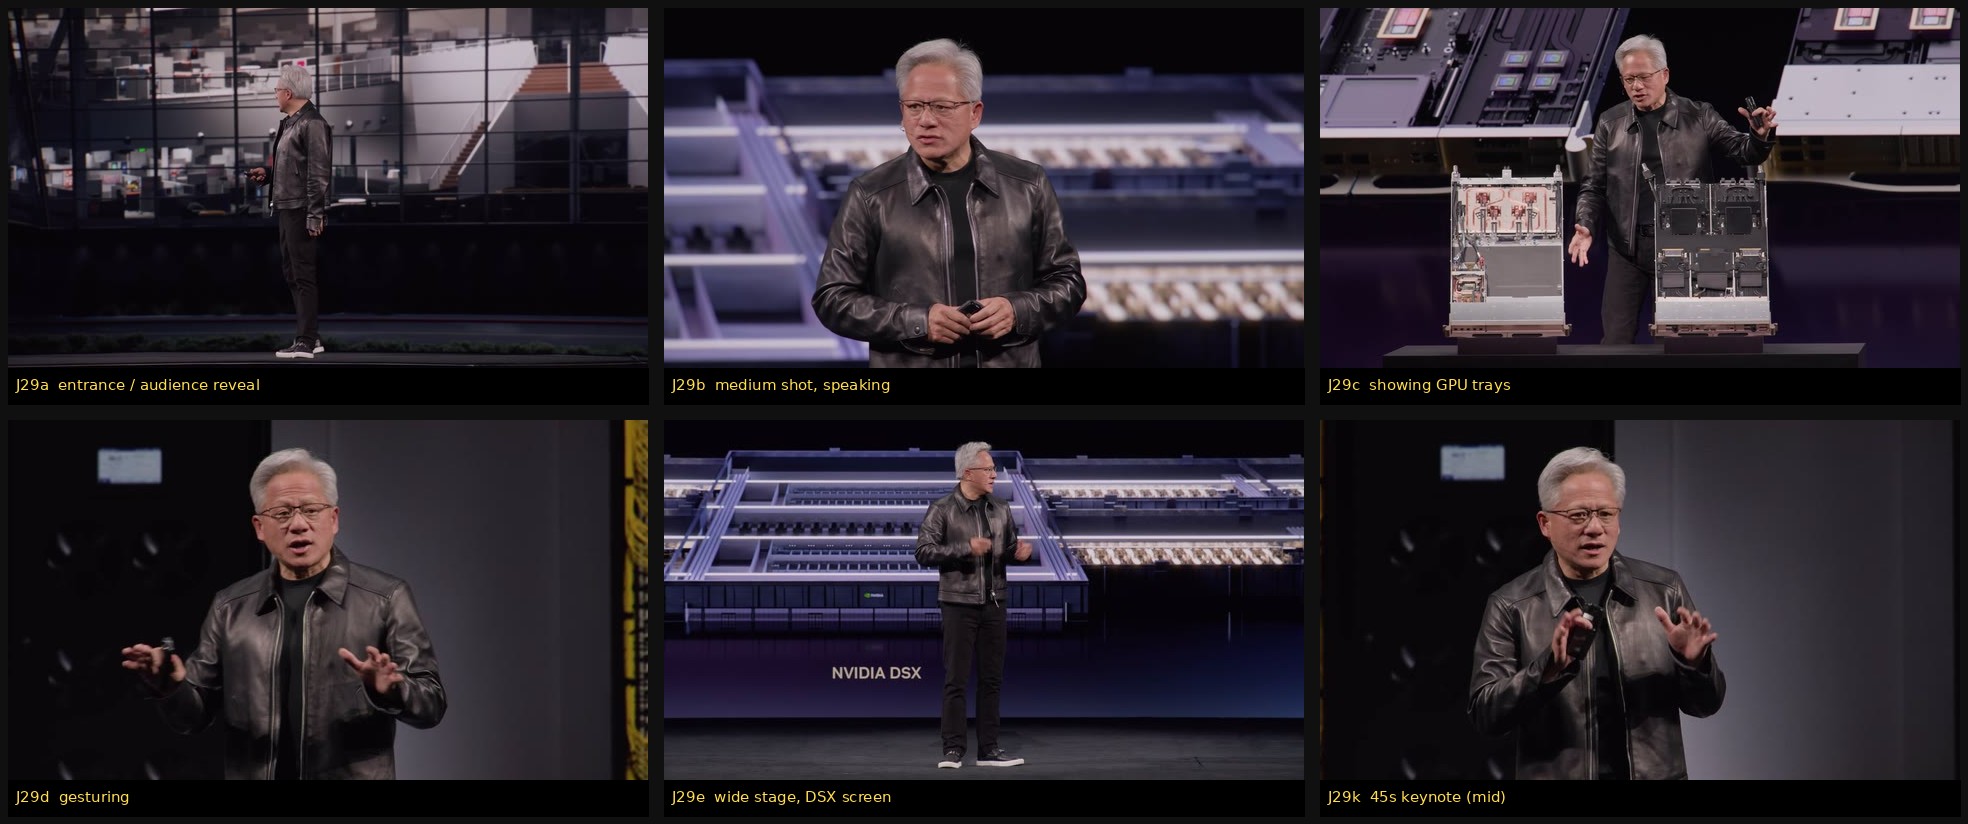 J29a entrance / audience reveal
J29b medium shot, speaking
J29c showing GPU trays
NVIDIA DSX
J29d gesturing
J29e wide stage, DSX screen
J29k 45s keynote (mid)